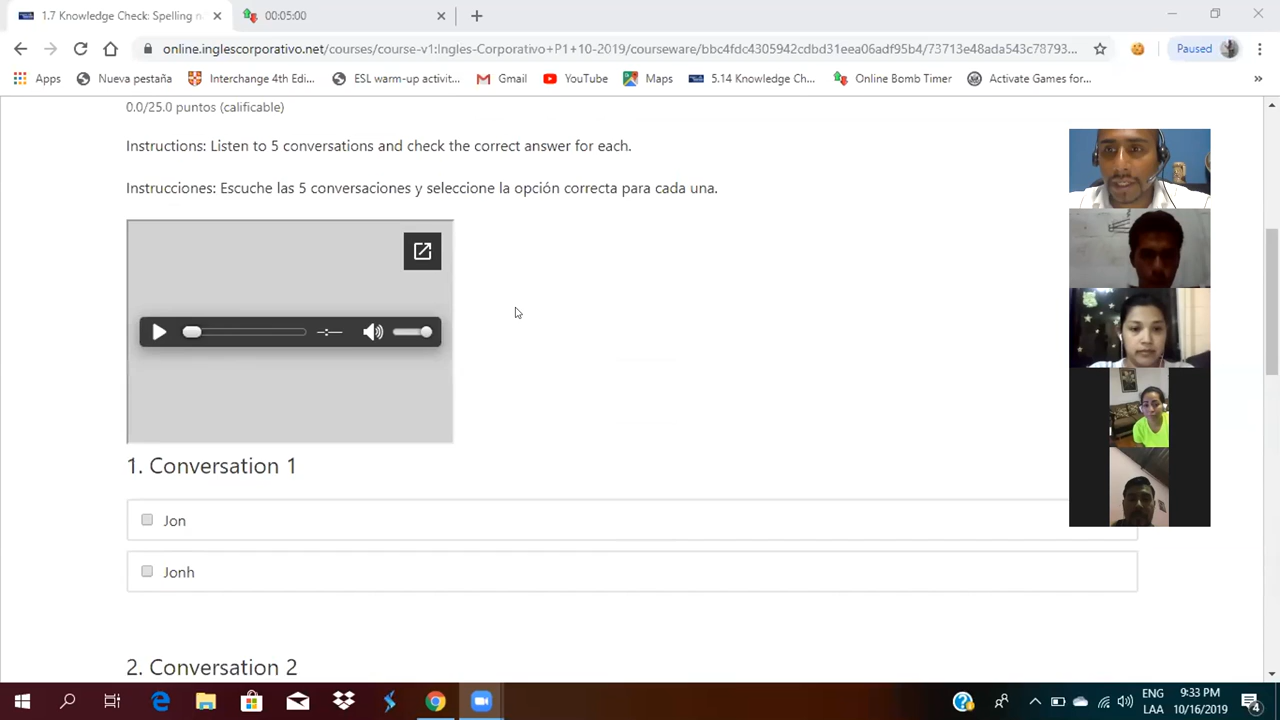 1.7 Knowledge Check: Spelling n
00:05:00
online.inglescorporativo.net/courses/course-v1:Ingles-Corporativo+P1+10-2019/courseware/bbc4fdc4305942cdbd31eea06adf95b4/73713e48ada543c78793...
Paused
Apps
Nueva pestaña
Interchange 4th Edi...
ESL warm-up activit...
Gmail
YouTube
Maps
5.14 Knowledge Ch...
Online Bomb Timer
Activate Games for...
»
0.0/25.0 puntos (calificable)
Instructions: Listen to 5 conversations and check the correct answer for each.
Instrucciones: Escuche las 5 conversaciones y seleccione la opción correcta para cada una.
-:-
1. Conversation 1
Jon
Jonh
2. Conversation 2
ENG
LAA
9:33 PM
10/16/2019
4